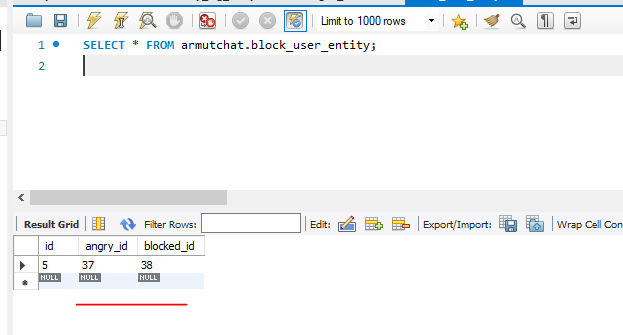 Limit to 1000 rows
1 SELECT * FROM armutchat.block_user_entity;
2
Result Grid Filter Rows: Edit: Export/Import: Wrap Cell Con
id angry_id blocked_id
5 37 38
NULL NULL NULL